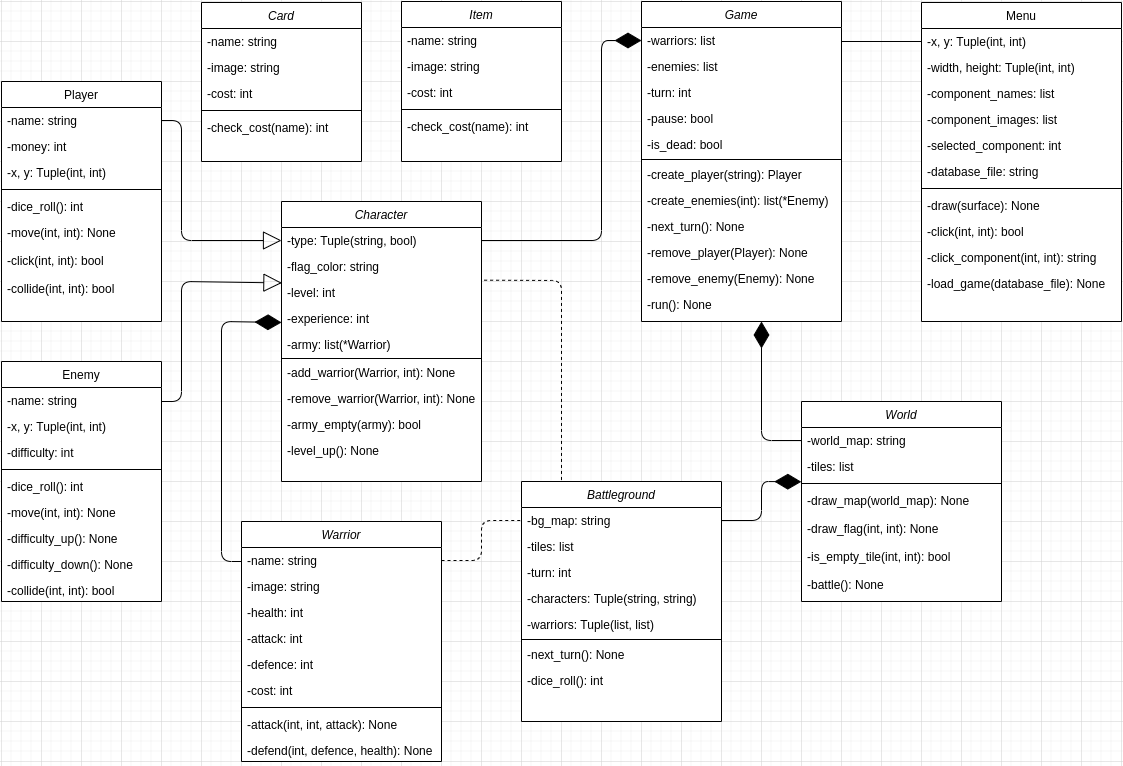 Card
-name: string
-image: string
-cost: int
-check_cost(name): int
Item
-name: string
-image: string
-cost: int
-check_cost(name): int
Game
-warriors: list
-enemies: list
-turn: int
-pause: bool
-is_dead: bool
-create_player(string): Player
-create_enemies(int): list(*Enemy)
-next_turn(): None
-remove_player(Player): None
-remove_enemy(Enemy): None
-run(): None
Menu
-x, y: Tuple(int, int)
-width, height: Tuple(int, int)
-component_names: list
-component_images: list
-selected_component: int
-database_file: string
-draw(surface): None
-click(int, int): bool
-click_component(int, int): string
-load_game(database_file): None
Player
-name: string
-money: int
-x, y: Tuple(int, int)
-dice_roll(): int
-move(int, int): None
-click(int, int): bool
-collide(int, int): bool
Character
-type: Tuple(string, bool)
-flag_color: string
-level: int
-experience: int
-army: list(*Warrior)
-add_warrior(Warrior, int): None
-remove_warrior(Warrior, int): None
-army_empty(army): bool
-level_up(): None
Enemy
-name: string
-x, y: Tuple(int, int)
-difficulty: int
-dice_roll(): int
-move(int, int): None
-difficulty_up(): None
-difficulty_down(): None
-collide(int, int): bool
World
-world_map: string
-tiles: list
-draw_map(world_map): None
-draw_flag(int, int): None
-is_empty_tile(int, int): bool
-battle(): None
Battleground
-bg_map: string
-tiles: list
-turn: int
-characters: Tuple(string, string)
-warriors: Tuple(list, list)
-next_turn(): None
-dice_roll(): int
Warrior
-name: string
-image: string
-health: int
-attack: int
-defence: int
-cost: int
-attack(int, int, attack): None
-defend(int, defence, health): None